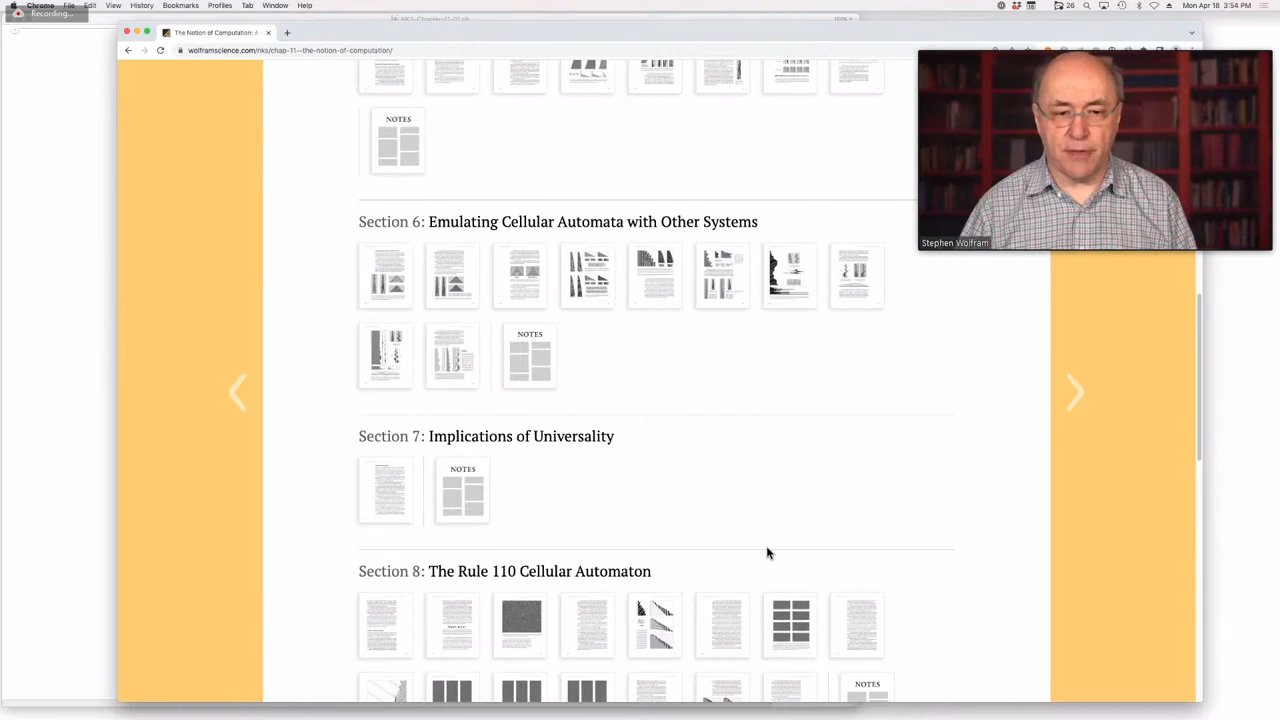 Chrome File Edit View History Bookmarks Profiles Tab Window Help
26 Mon Apr 18 3:54 PM
Recording...
The Notion of Computation: A
wolframscience.com/nks/chap-11--the-notion-of-computation/
NOTES
Section 6: Emulating Cellular Automata with Other Systems
Stephen Wolfram
NOTES
Section 7: Implications of Universality
NOTES
Section 8: The Rule 110 Cellular Automaton
NOTES